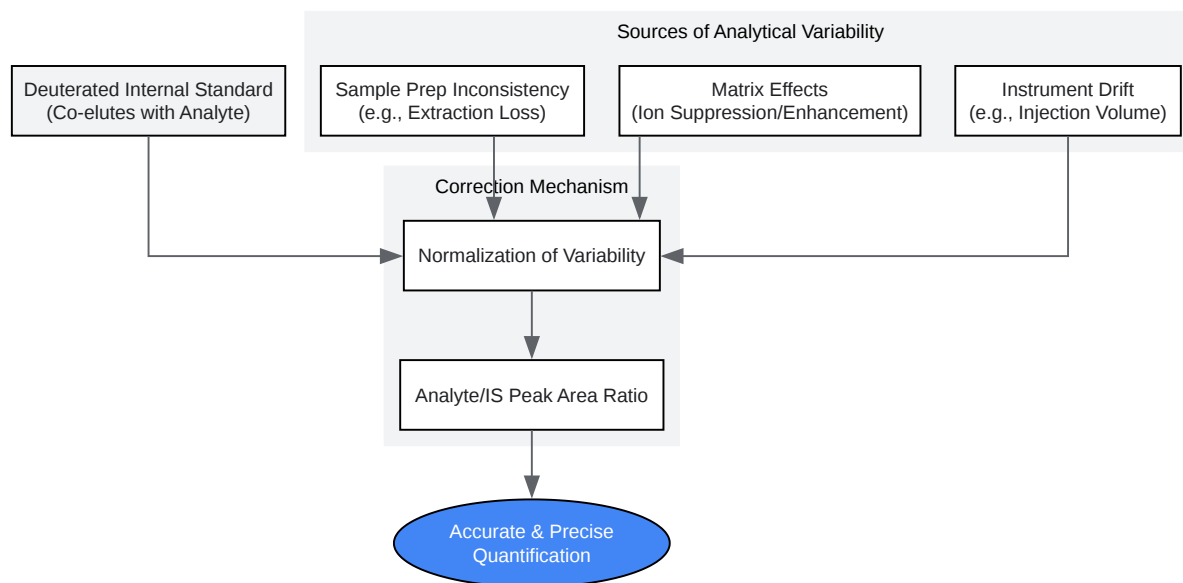 Sources of Analytical Variability
Deuterated Internal Standard
(Co-elutes with Analyte)
Sample Prep Inconsistency
(e.g., Extraction Loss)
Matrix Effects
(Ion Suppression/Enhancement)
Instrument Drift
(e.g., Injection Volume)
Correction Mechanism
Normalization of Variability
Analyte/IS Peak Area Ratio
Accurate & Precise
Quantification